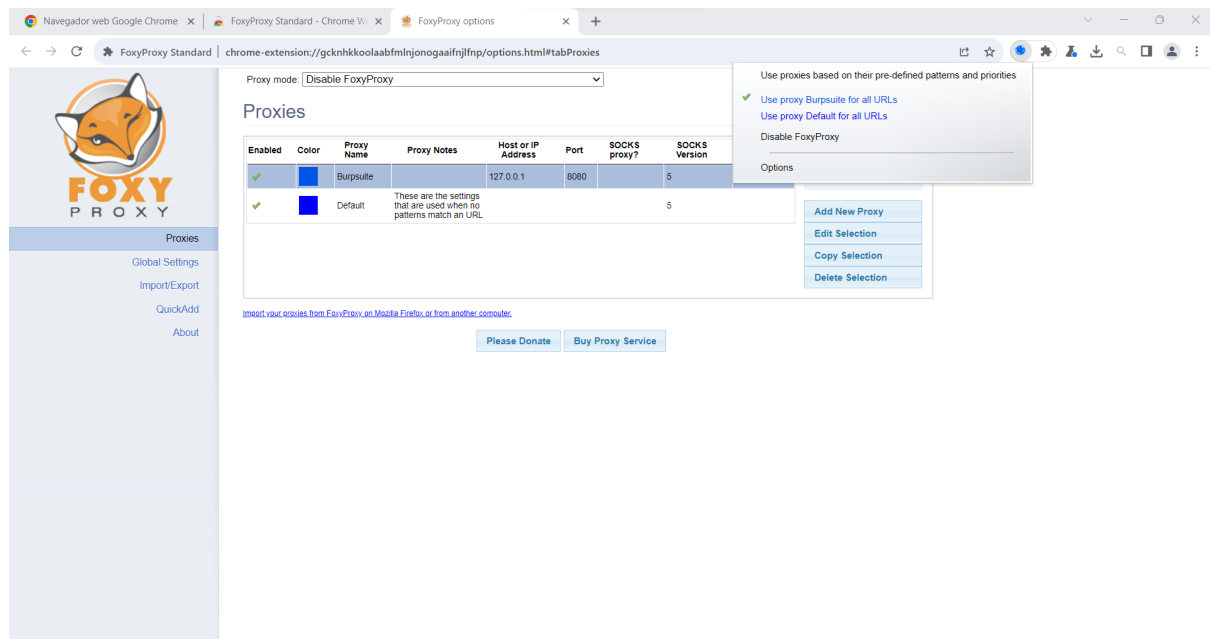 Navegador web Google Chrome
FoxyProxy Standard - Chrome W
FoxyProxy options
FoxyProxy Standard
chrome-extension://gcknhkkoolaabfmlnjonogaaifnjlfnp/options.html#tabProxies
Proxy mode: Disable FoxyProxy
Use proxies based on their pre-defined patterns and priorities
Use proxy Burpsuite for all URLs
Use proxy Default for all URLs
Disable FoxyProxy
Options
FOXY
PROXY
Proxies
Global Settings
Import/Export
QuickAdd
About
Proxies
Enabled Color Proxy Name Proxy Notes Host or IP Address Port SOCKS proxy? SOCKS Version
Burpsuite 127.0.0.1 8080 5
Default These are the settings that are used when no patterns match an URL 5
Add New Proxy
Edit Selection
Copy Selection
Delete Selection
Import your proxies from FoxyProxy on Mozilla Firefox or from another computer.
Please Donate Buy Proxy Service